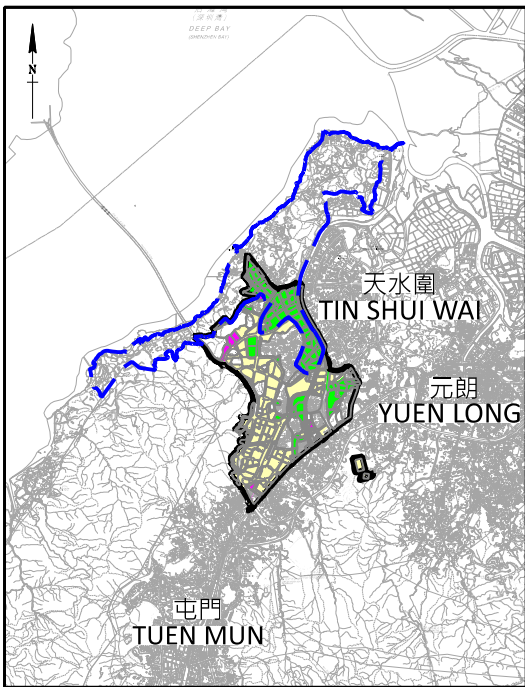 (深圳灣)
DEEP BAY
(SHENZHEN BAY)
N
天水圍
TIN SHUI WAI
元朗
YUEN LONG
屯門
TUEN MUN